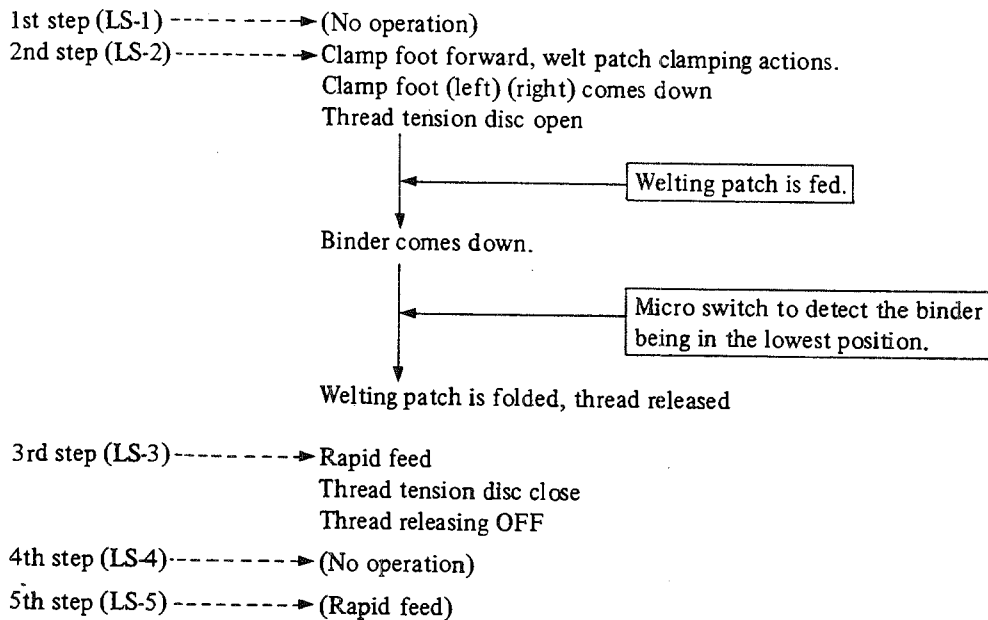 1st step (LS-1) (No operation)
2nd step (LS-2) Clamp foot forward, welt patch clamping actions.
Clamp foot (left) (right) comes down
Thread tension disc open
Welting patch is fed.
Binder comes down.
Micro switch to detect the binder
being in the lowest position.
Welting patch is folded, thread released
3rd step (LS-3) Rapid feed
Thread tension disc close
Thread releasing OFF
4th step (LS-4) (No operation)
5th step (LS-5) (Rapid feed)